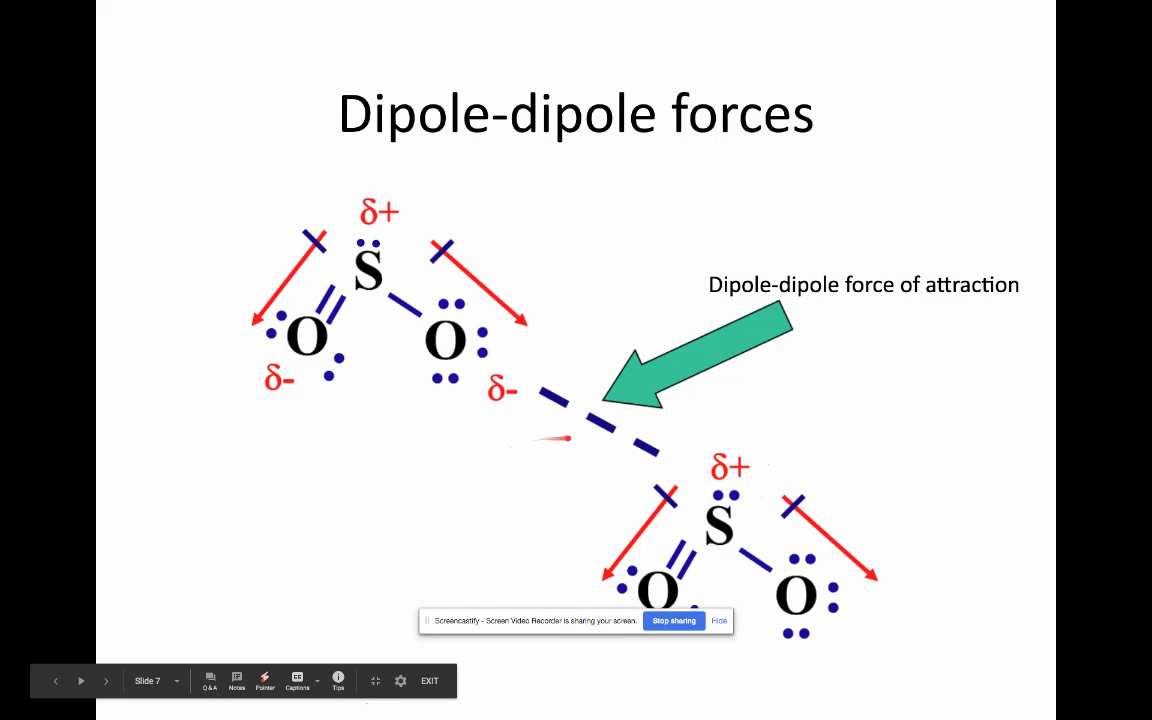 Dipole-dipole forces
δ+
S
O
O
δ-
δ-
Dipole-dipole force of attraction
δ+
S
O
O
Screencastify - Screen Video Recorder is sharing your screen. Stop sharing Hide
Slide 7 Q&A Notes Pointer Captions Tips EXIT